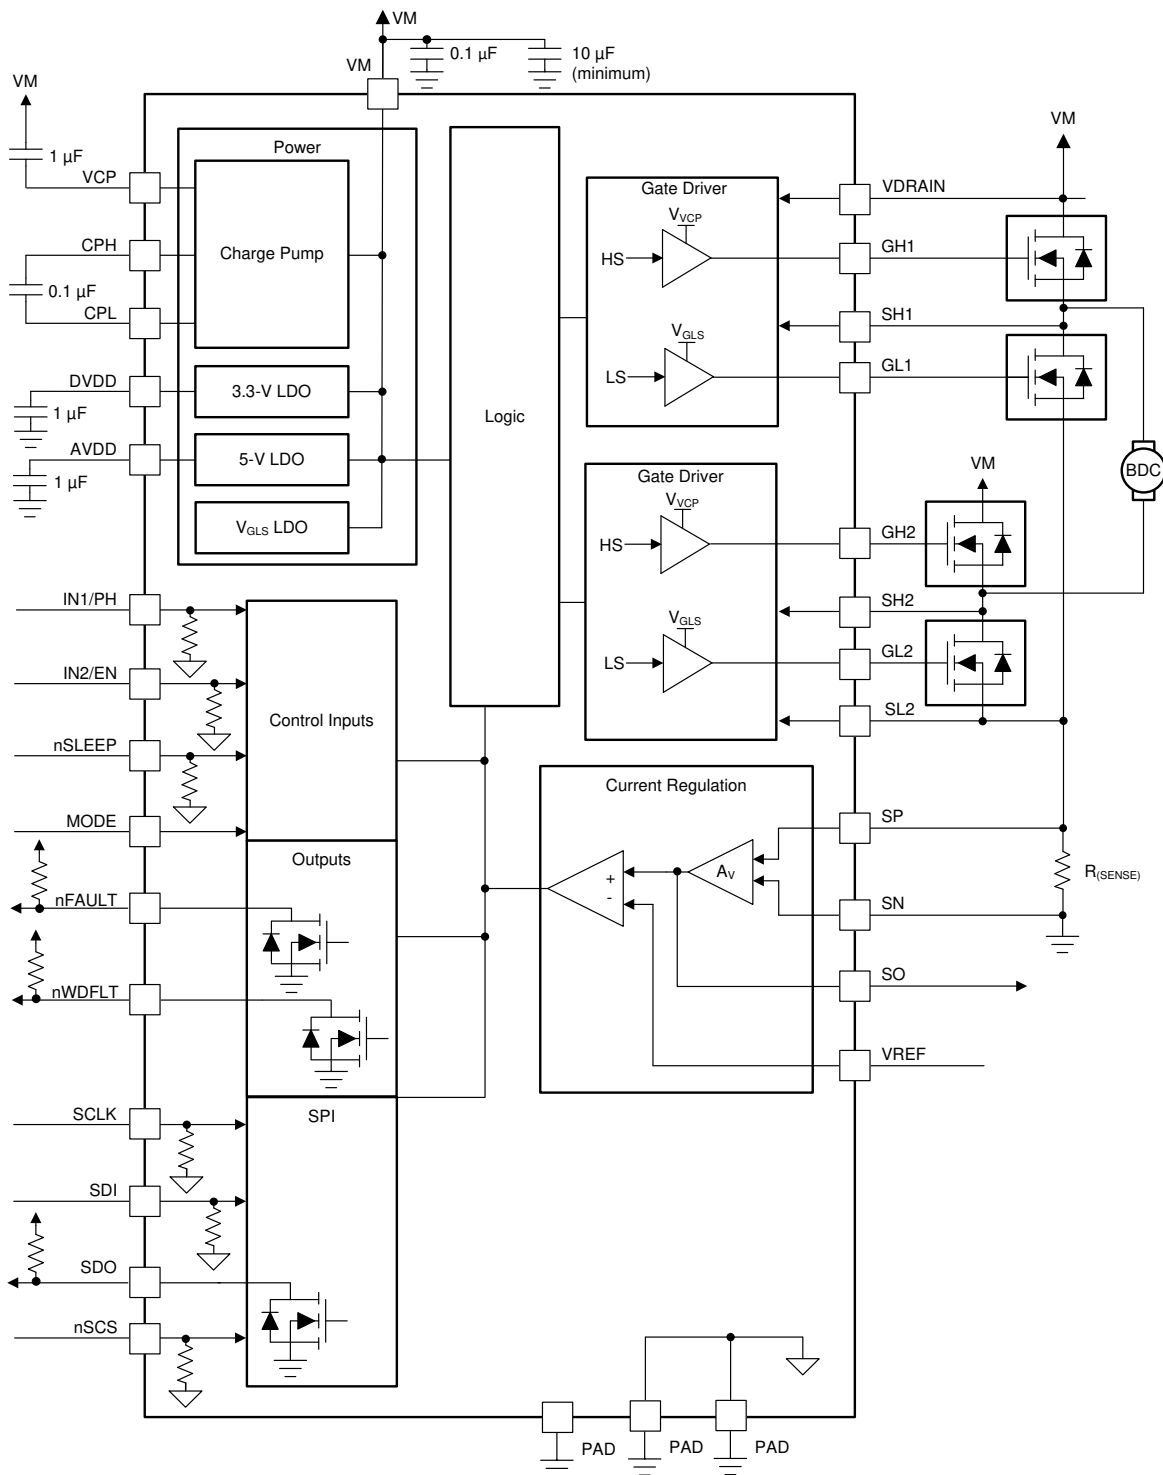 VM
VM
0.1 µF
10 µF
(minimum)
VM
1 µF
VCP
CPH
0.1 µF
CPL
DVDD
1 µF
AVDD
1 µF
Power
Charge Pump
3.3-V LDO
5-V LDO
VGLS LDO
Logic
Gate Driver
VVCP
HS
VGLS
LS
Gate Driver
VVCP
HS
VGLS
LS
VM
VDRAIN
GH1
SH1
GL1
BDC
VM
GH2
SH2
GL2
SL2
IN1/PH
IN2/EN
nSLEEP
MODE
Control Inputs
nFAULT
nWDFLT
Outputs
SCLK
SDI
SDO
nSCS
SPI
Current Regulation
+
-
AV
SP
R(SENSE)
SN
SO
VREF
PAD
PAD
PAD